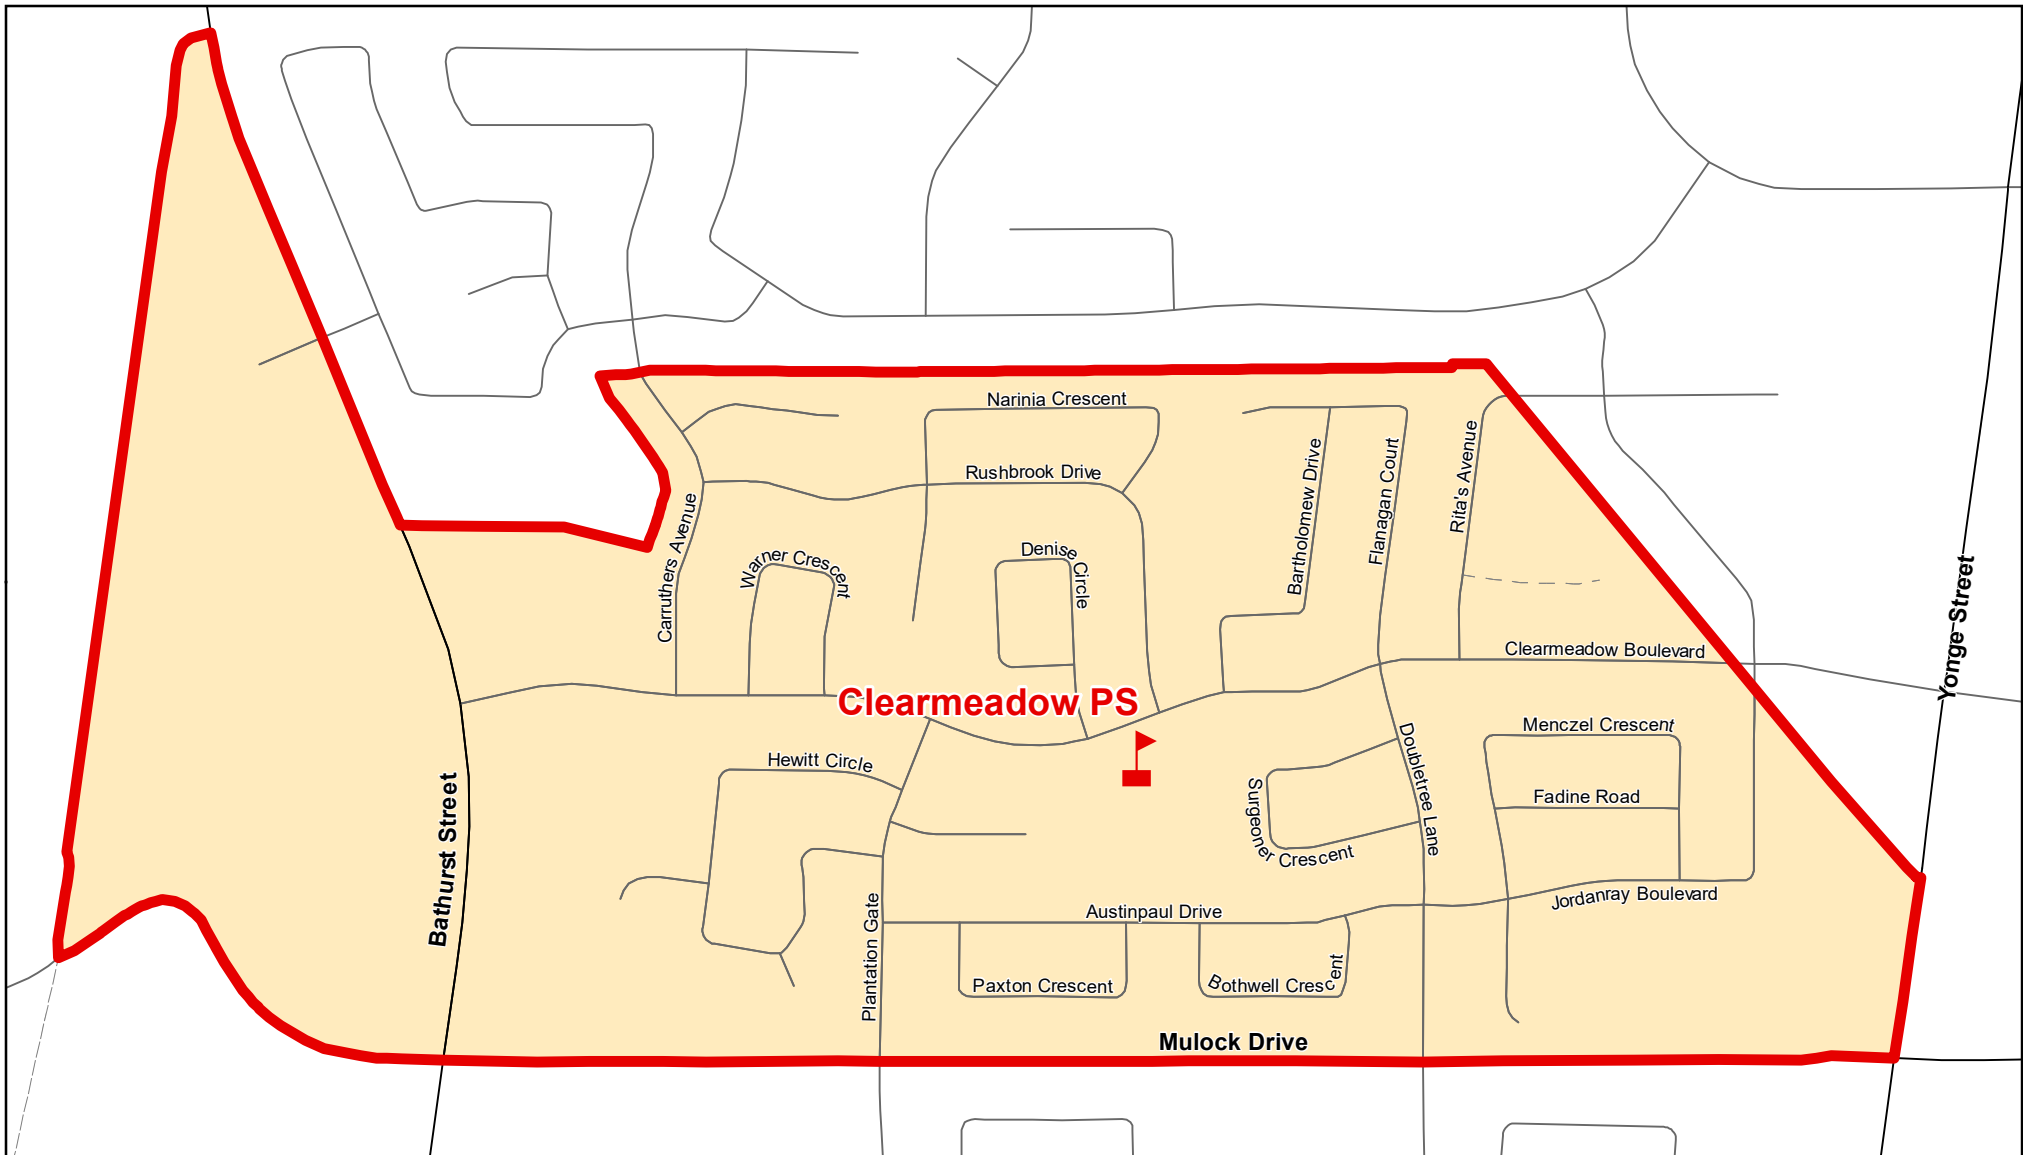 Narinia Crescent
Rushbrook Drive
Bartholomew Drive
Flanagan Court
Rita's Avenue
Carruthers Avenue
Warner Crescent
Denise Circle
Yonge Street
Clearmeadow Boulevard
Clearmeadow PS
Menczel Crescent
Hewitt Circle
Doubletree Lane
Surgeoner Crescent
Fadine Road
Bathurst Street
Jordanray Boulevard
Plantation Gate
Austinpaul Drive
Paxton Crescent
Bothwell Crescent
Mulock Drive